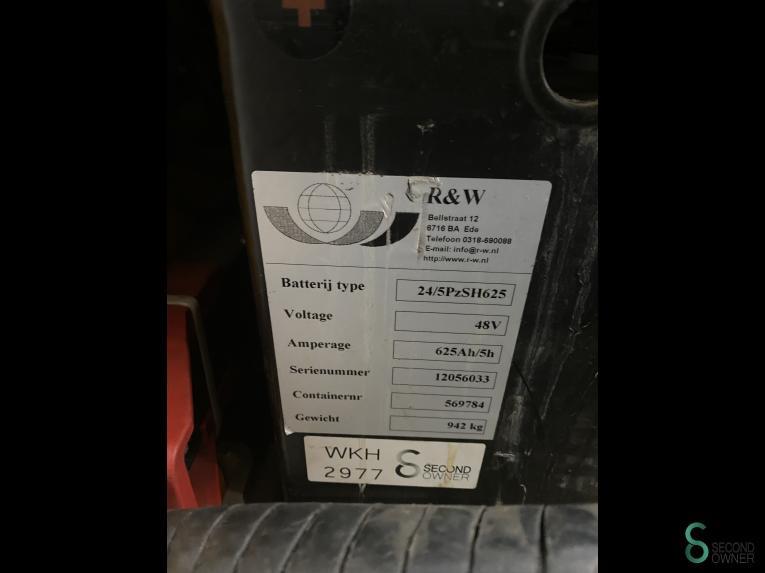 R&W
Bellstraat 12
6716 BA Ede
Telefoon 0318-690088
E-mail: info@r-w.nl
http://www.r-w.nl
Batterij type 24/5PzSH625
Voltage 48V
Amperage 625Ah/5h
Serienummer 12056033
Containernr 569784
Gewicht 942 kg
WKH
2977
SECOND
OWNER
SECOND
OWNER